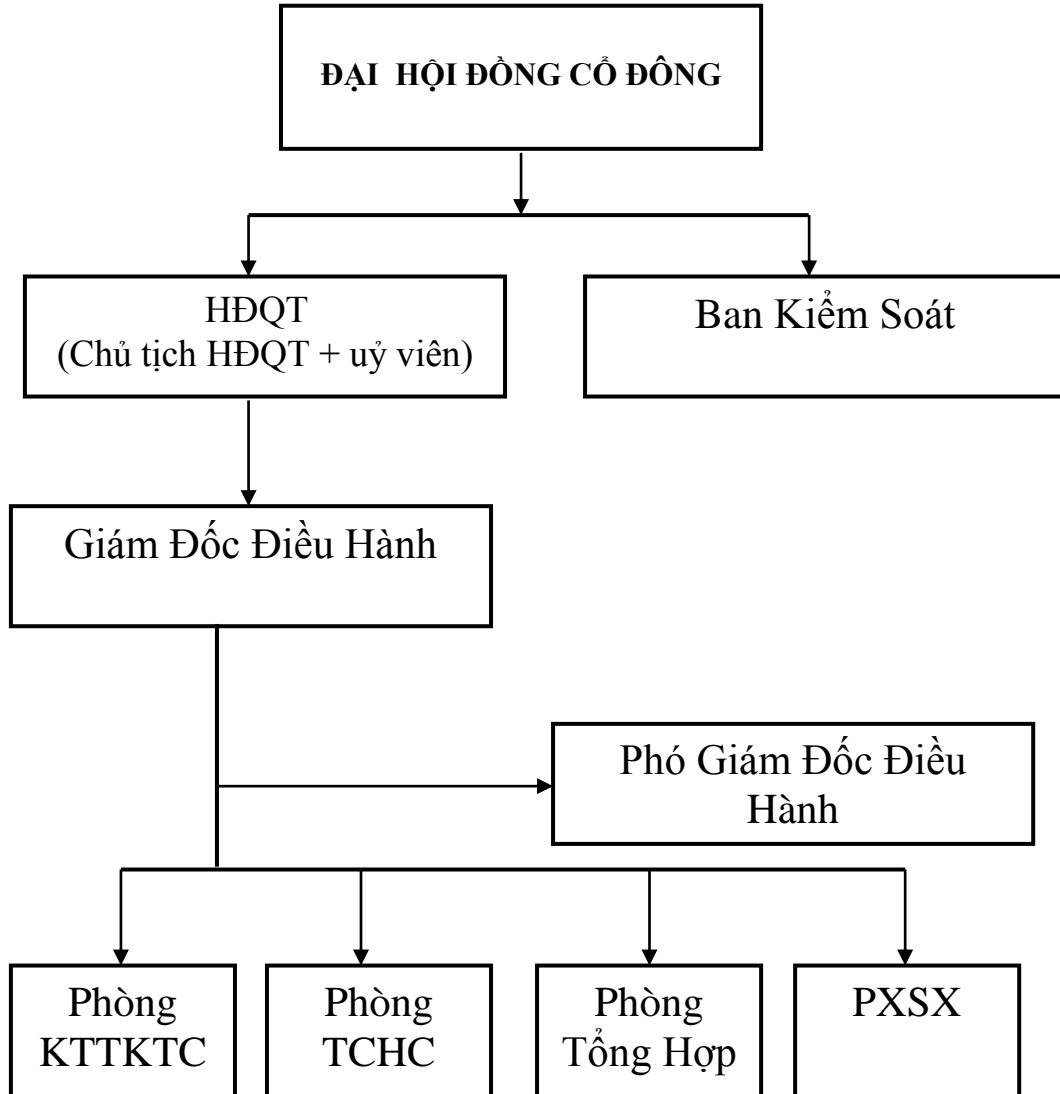 ĐẠI HỘI ĐỒNG CỔ ĐÔNG
HĐQT
(Chủ tịch HĐQT + uỷ viên)
Ban Kiểm Soát
Giám Đốc Điều Hành
Phó Giám Đốc Điều
Hành
Phòng
KTTKTC
Phòng
TCHC
Phòng
Tổng Hợp
PXSX